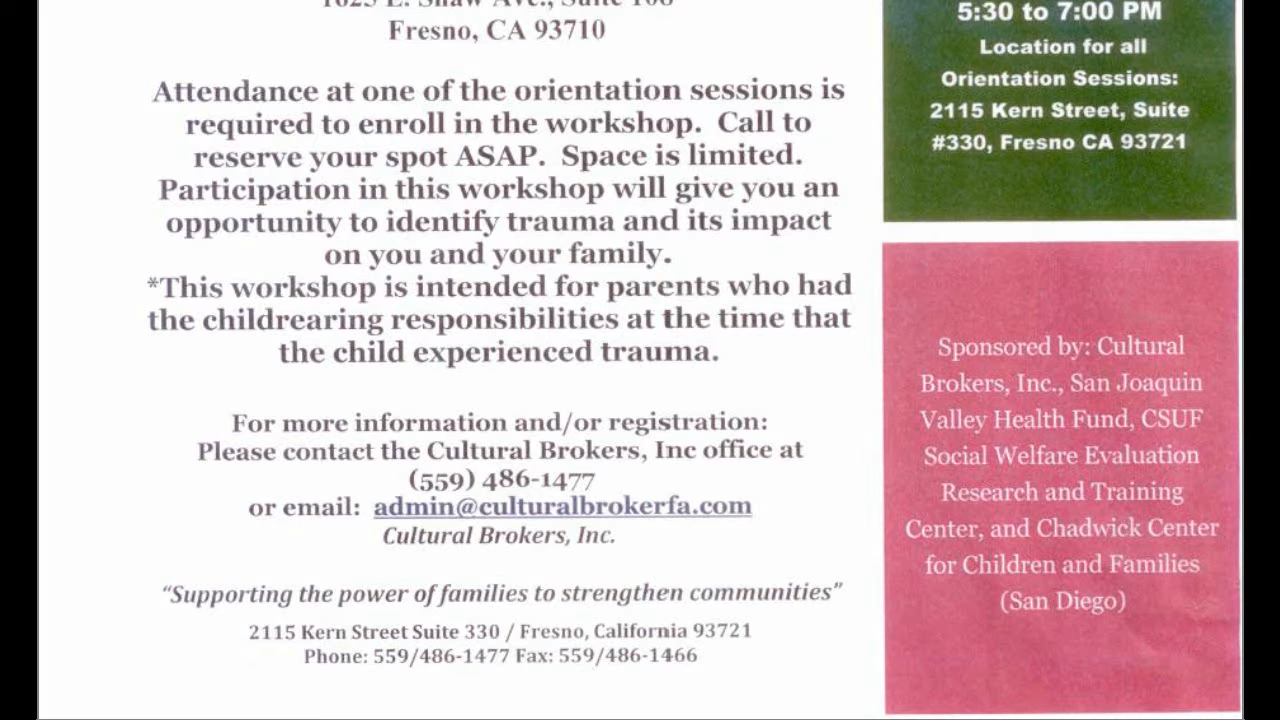 1625 E. Shaw Ave., Suite 108
Fresno, CA 93710
Attendance at one of the orientation sessions is
required to enroll in the workshop.  Call to
reserve your spot ASAP.  Space is limited.
Participation in this workshop will give you an
opportunity to identify trauma and its impact
on you and your family.
*This workshop is intended for parents who had
the childrearing responsibilities at the time that
the child experienced trauma.
For more information and/or registration:
Please contact the Cultural Brokers, Inc office at
(559) 486-1477
or email:  admin@culturalbrokerfa.com
Cultural Brokers, Inc.
“Supporting the power of families to strengthen communities”
2115 Kern Street Suite 330 / Fresno, California 93721
Phone: 559/486-1477 Fax: 559/486-1466
5:30 to 7:00 PM
Location for all
Orientation Sessions:
2115 Kern Street, Suite
#330, Fresno CA 93721
Sponsored by: Cultural
Brokers, Inc., San Joaquin
Valley Health Fund, CSUF
Social Welfare Evaluation
Research and Training
Center, and Chadwick Center
for Children and Families
(San Diego)